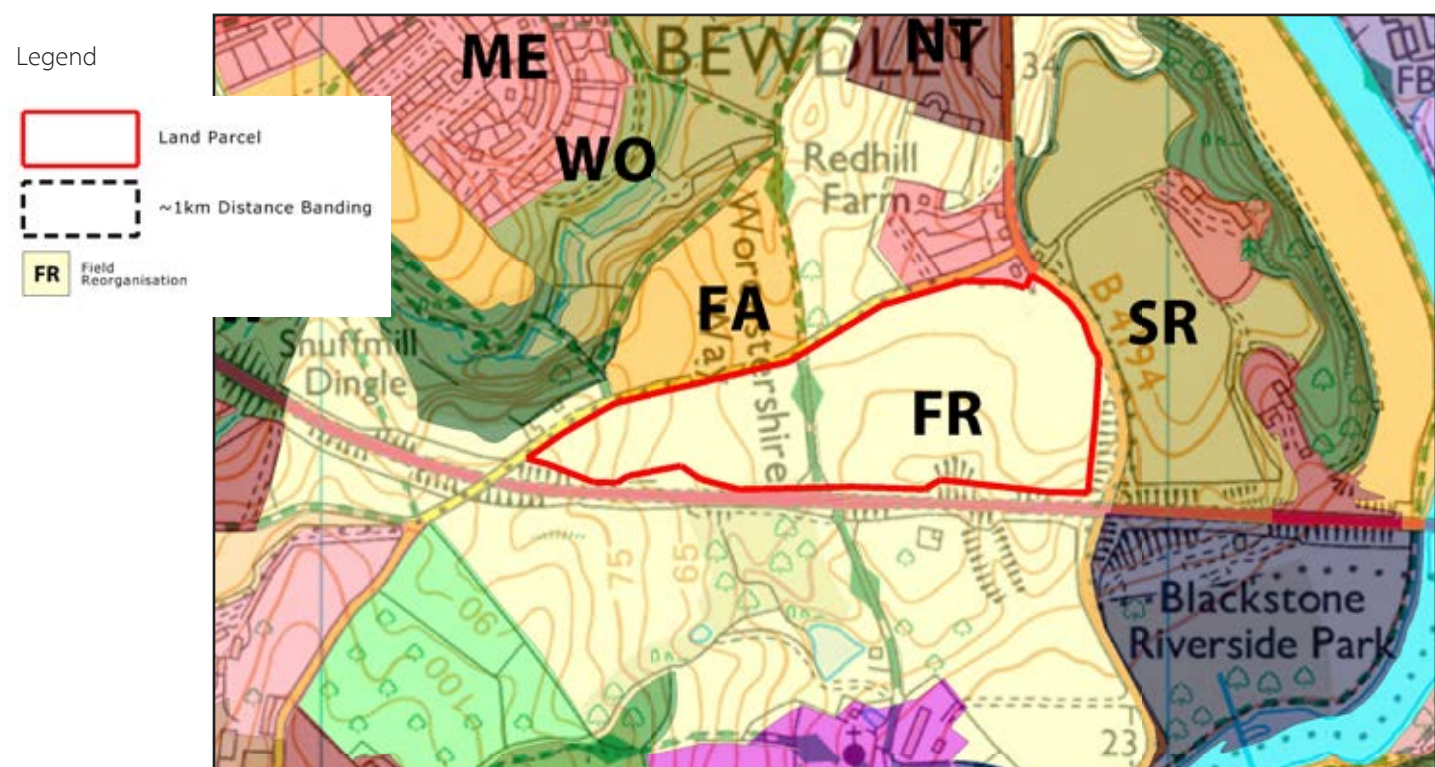 Legend
Land Parcel
~1km Distance Banding
FR
Field
Reorganisation
ME
BEWDLEY
NT
34
FB
WO
Redhill
Farm
Worcestershire
Way
FA
SR
B4194
Snuffmill
Dingle
FR
75
65
90
100
Blackstone
Riverside Park
23